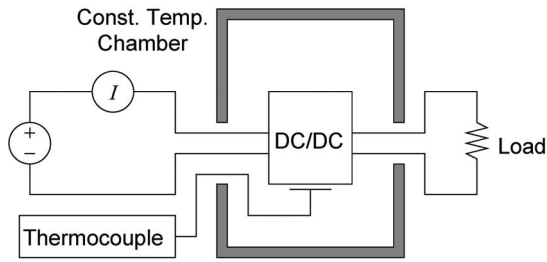 Const. Temp.
Chamber
I
+
−
DC/DC
Load
Thermocouple